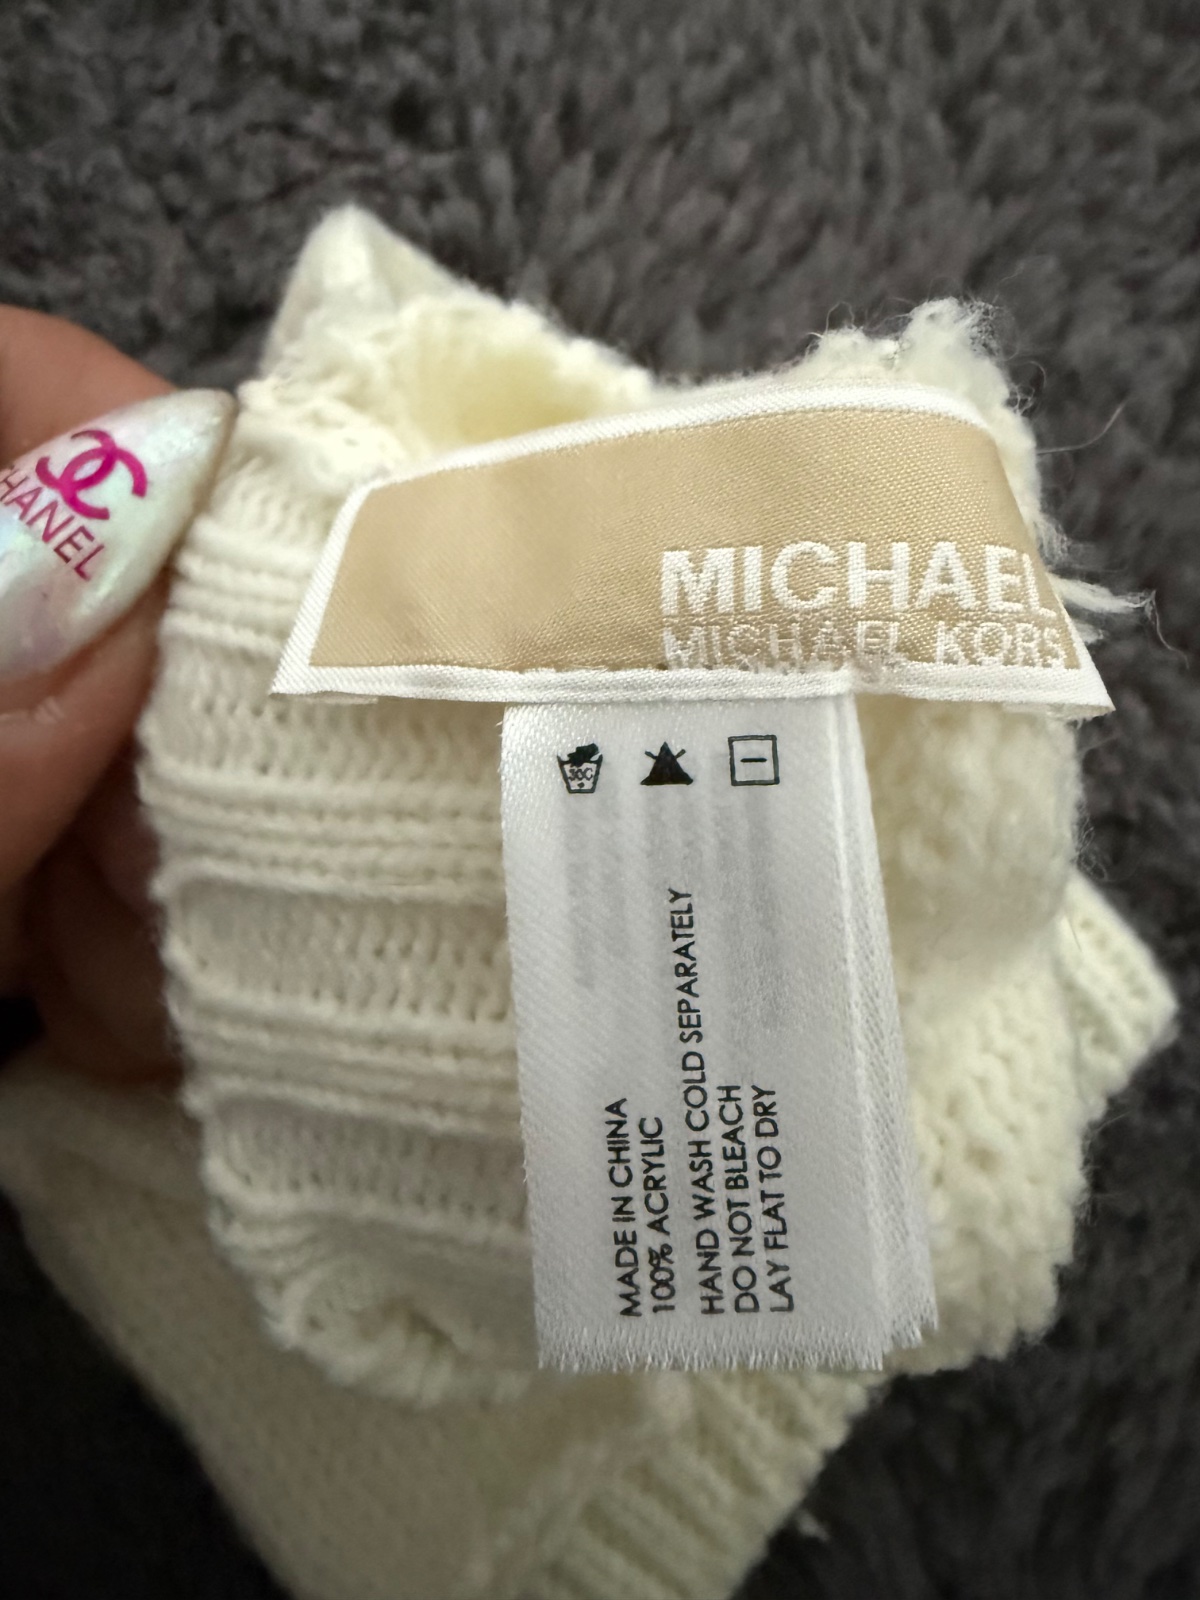 CHANEL
MICHAEL
MICHAEL KORS
30C
MADE IN CHINA
100% ACRYLIC
HAND WASH COLD SEPARATELY
DO NOT BLEACH
LAY FLAT TO DRY